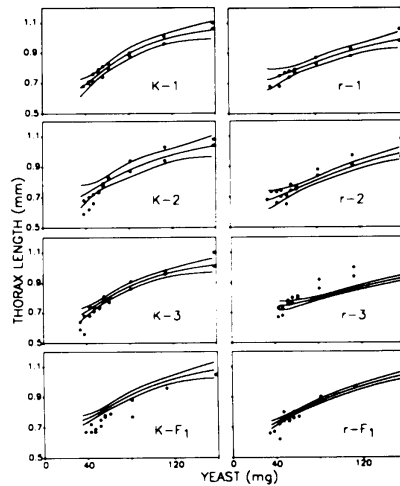 1.1
0.9
0.7
0.5
K-1
r-1
1.1
0.9
0.7
0.5
K-2
r-2
1.1
0.9
0.7
0.5
K-3
r-3
1.1
0.9
0.7
0.5
K-F1
r-F1
0 40 120 0 40 120
THORAX LENGTH (mm)
YEAST (mg)